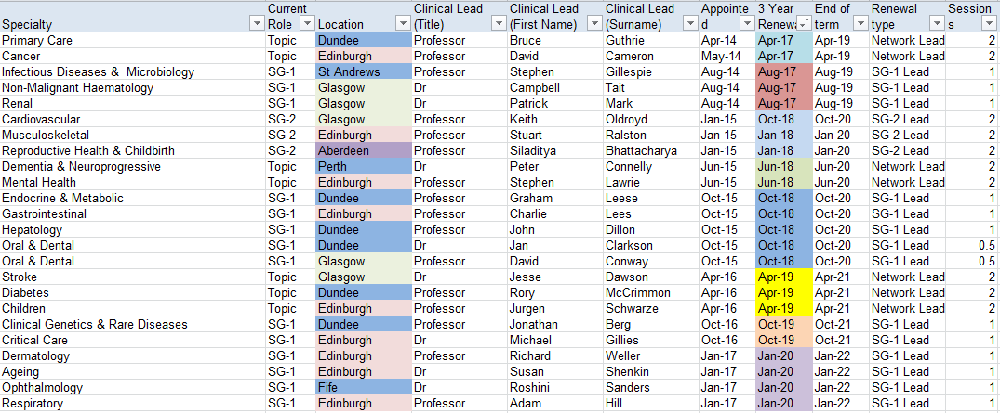 Current Clinical Lead Clinical Lead Clinical Lead Appointe 3 Year End of Renewal Session
Specialty Role Location (Title) (First Name) (Surname) d Renewa term type s
Primary Care Topic Dundee Professor Bruce Guthrie Apr-14 Apr-17 Apr-19 Network Lead 2
Cancer Topic Edinburgh Professor David Cameron May-14 Apr-17 Apr-19 Network Lead 2
Infectious Diseases & Microbiology SG-1 St Andrews Professor Stephen Gillespie Aug-14 Aug-17 Aug-19 SG-1 Lead 1
Non-Malignant Haematology SG-1 Glasgow Dr Campbell Tait Aug-14 Aug-17 Aug-19 SG-1 Lead 1
Renal SG-1 Glasgow Dr Patrick Mark Aug-14 Aug-17 Aug-19 SG-1 Lead 1
Cardiovascular SG-2 Glasgow Professor Keith Oldroyd Jan-15 Oct-18 Oct-20 SG-2 Lead 2
Musculoskeletal SG-2 Edinburgh Professor Stuart Ralston Jan-15 Jan-18 Oct-20 SG-2 Lead 2
Reproductive Health & Childbirth SG-2 Aberdeen Professor Siladitya Bhattacharya Jan-15 Jan-18 Oct-20 SG-2 Lead 2
Dementia & Neuroprogressive Topic Perth Dr Peter Connelly Jun-15 Jun-18 Oct-20 Network Lead 2
Mental Health Topic Edinburgh Professor Stephen Lawrie Jun-15 Jun-18 Oct-20 Network Lead 2
Endocrine & Metabolic SG-1 Dundee Professor Graham Leese Oct-15 Oct-18 Oct-20 SG-1 Lead 1
Gastrointestinal SG-1 Edinburgh Professor Charlie Lees Oct-15 Oct-18 Oct-20 SG-1 Lead 1
Hepatology SG-1 Dundee Professor John Dillon Oct-15 Oct-18 Oct-20 SG-1 Lead 1
Oral & Dental SG-1 Dundee Dr Jan Clarkson Oct-15 Oct-18 Oct-20 SG-1 Lead 0.5
Oral & Dental SG-1 Glasgow Professor David Conway Oct-15 Oct-18 Oct-20 SG-1 Lead 0.5
Stroke Topic Glasgow Dr Jesse Dawson Apr-16 Apr-19 Apr-21 Network Lead 2
Diabetes Topic Dundee Professor Rory McCrimmon Apr-16 Apr-19 Apr-21 Network Lead 2
Children Topic Edinburgh Professor Jurgen Schwarze Apr-16 Apr-19 Apr-21 Network Lead 2
Clinical Genetics & Rare Diseases SG-1 Dundee Professor Jonathan Berg Oct-16 Oct-19 Oct-21 SG-1 Lead 1
Critical Care SG-1 Edinburgh Dr Michael Gillies Oct-16 Oct-19 Oct-21 SG-1 Lead 1
Dermatology SG-1 Edinburgh Professor Richard Weller Jan-17 Jan-20 Jan-22 SG-1 Lead 1
Ageing SG-1 Edinburgh Dr Susan Shenkin Jan-17 Jan-20 Jan-22 SG-1 Lead 1
Ophthalmology SG-1 Fife Dr Roshini Sanders Jan-17 Jan-20 Jan-22 SG-1 Lead 1
Respiratory SG-1 Edinburgh Professor Adam Hill Jan-17 Jan-20 Jan-22 SG-1 Lead 1